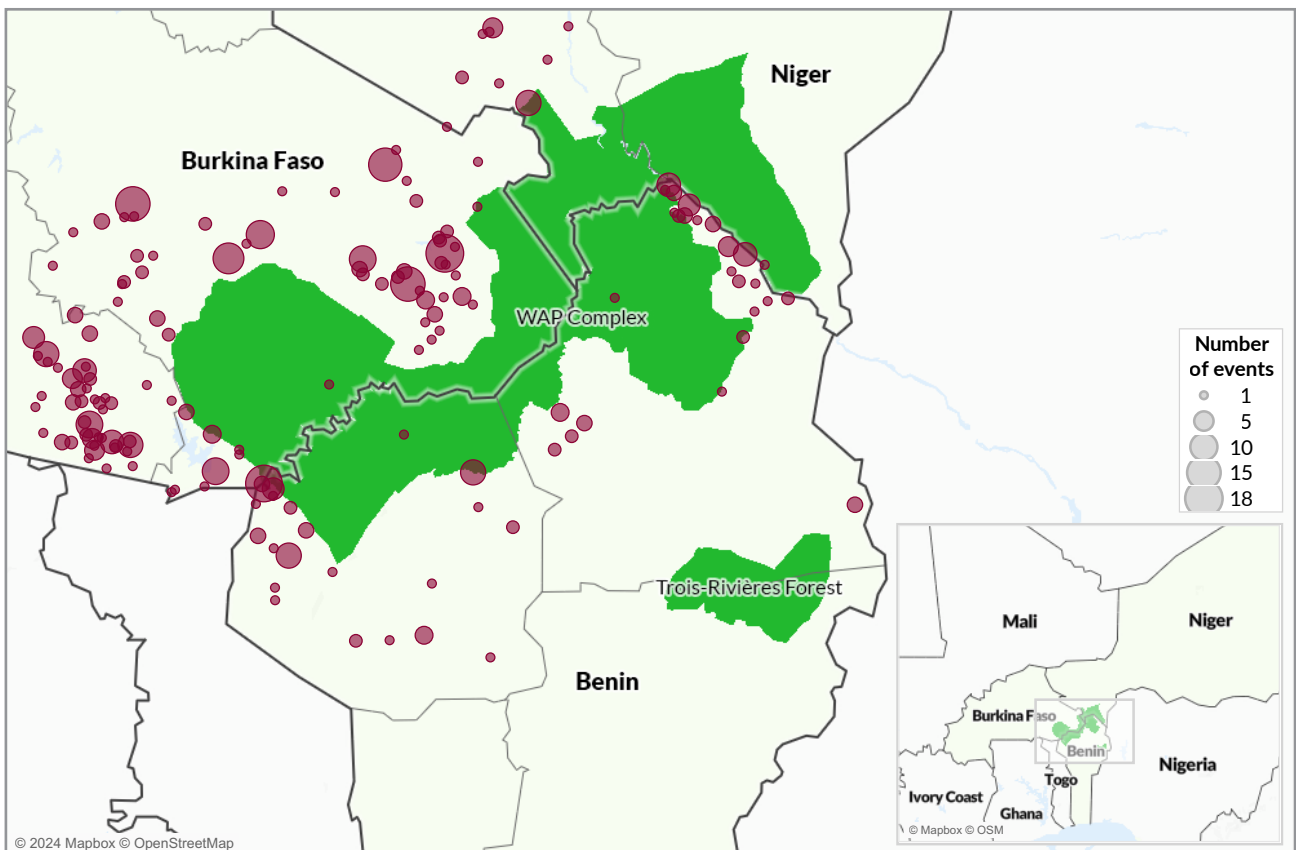 Niger
Burkina Faso
WAP Complex
Number
of events
1
5
10
15
18
Trois-Rivières Forest
Benin
Mali
Niger
Burkina Faso
Benin
Nigeria
Togo
Ivory Coast
Ghana
© Mapbox © OSM
© 2024 Mapbox © OpenStreetMap